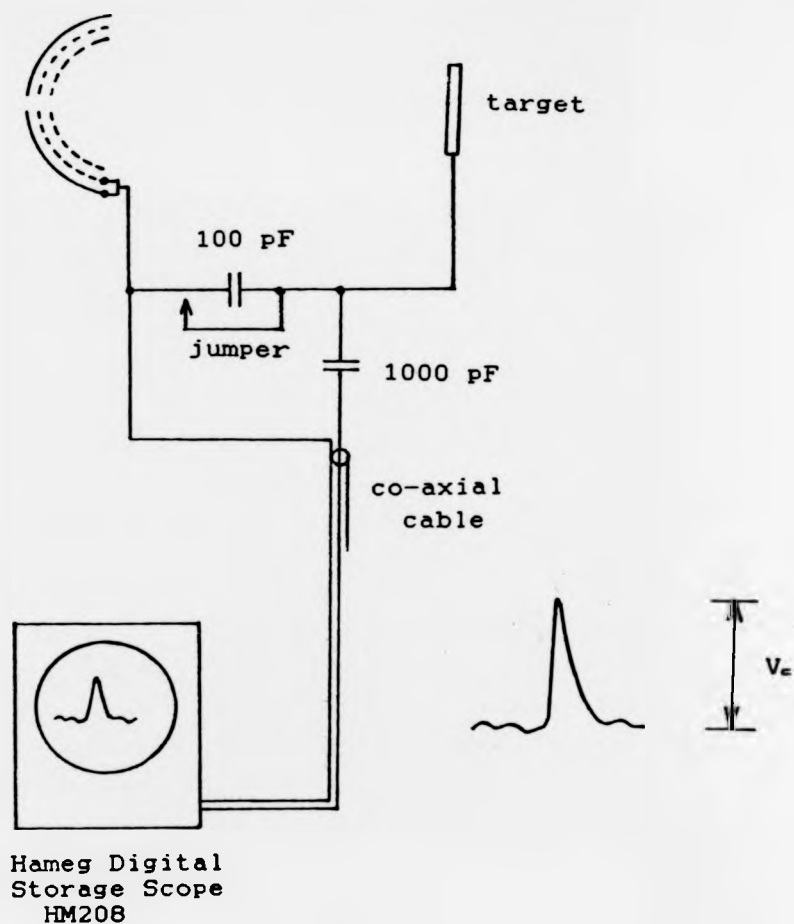 target
100 pF
jumper
1000 pF
co-axial
cable
Vc
Hameg Digital
Storage Scope
HM208